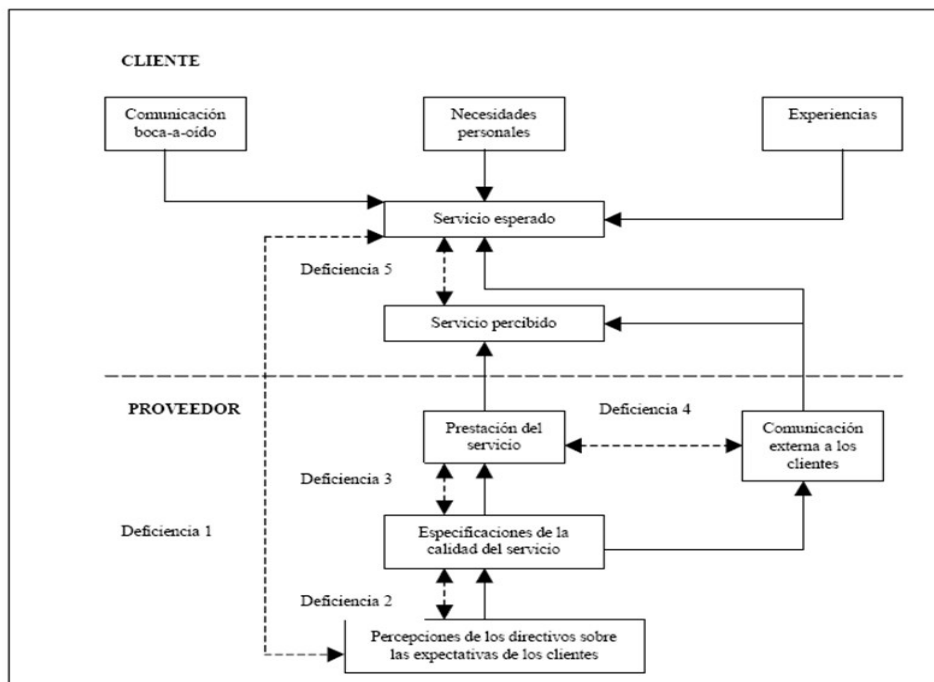 CLIENTE
Comunicación
boca-a-oído
Necesidades
personales
Experiencias
Servicio esperado
Deficiencia 5
Servicio percibido
PROVEEDOR
Deficiencia 4
Prestación del
servicio
Comunicación
externa a los
clientes
Deficiencia 3
Deficiencia 1
Especificaciones de la
calidad del servicio
Deficiencia 2
Percepciones de los directivos sobre
las expectativas de los clientes